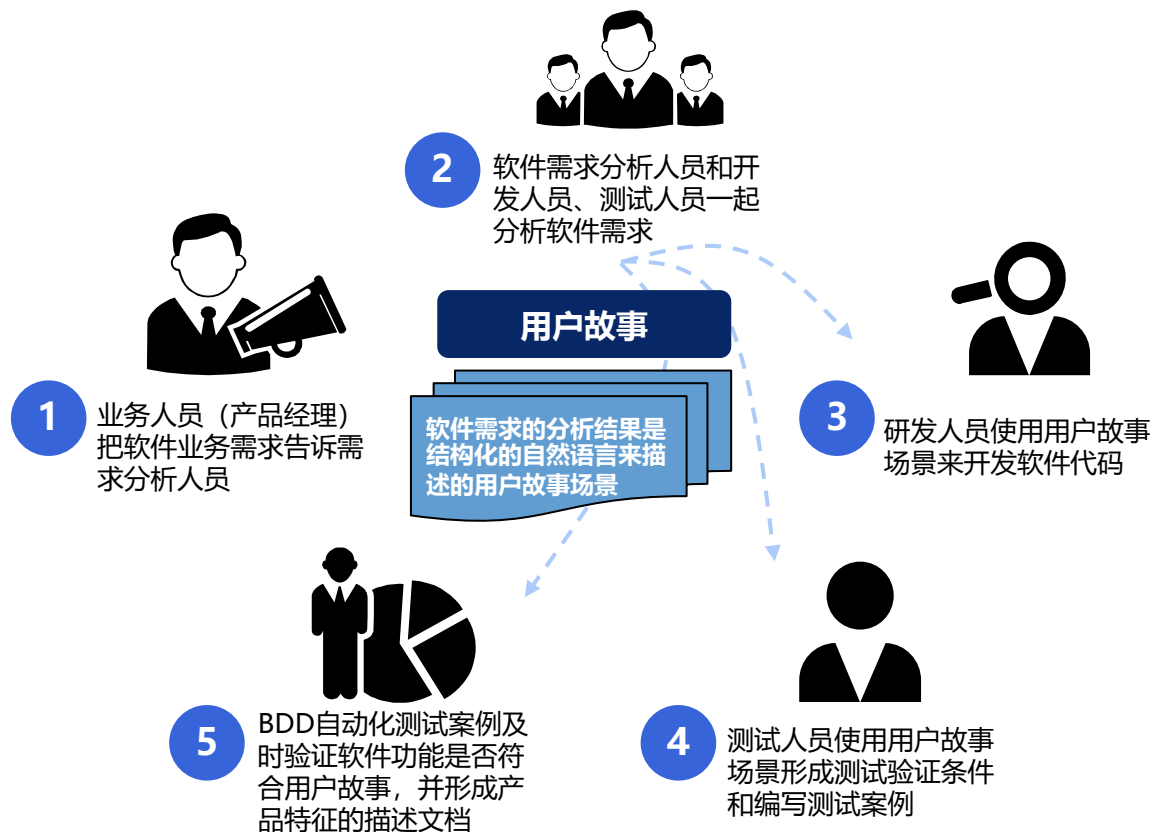 1
业务人员（产品经理）
把软件业务需求告诉需
求分析人员
2
软件需求分析人员和开
发人员、测试人员一起
分析软件需求
用户故事
软件需求的分析结果是
结构化的自然语言来描
述的用户故事场景
3
研发人员使用用户故事
场景来开发软件代码
4
测试人员使用用户故事
场景形成测试验证条件
和编写测试案例
5
BDD自动化测试案例及
时验证软件功能是否符
合用户故事，并形成产
品特征的描述文档